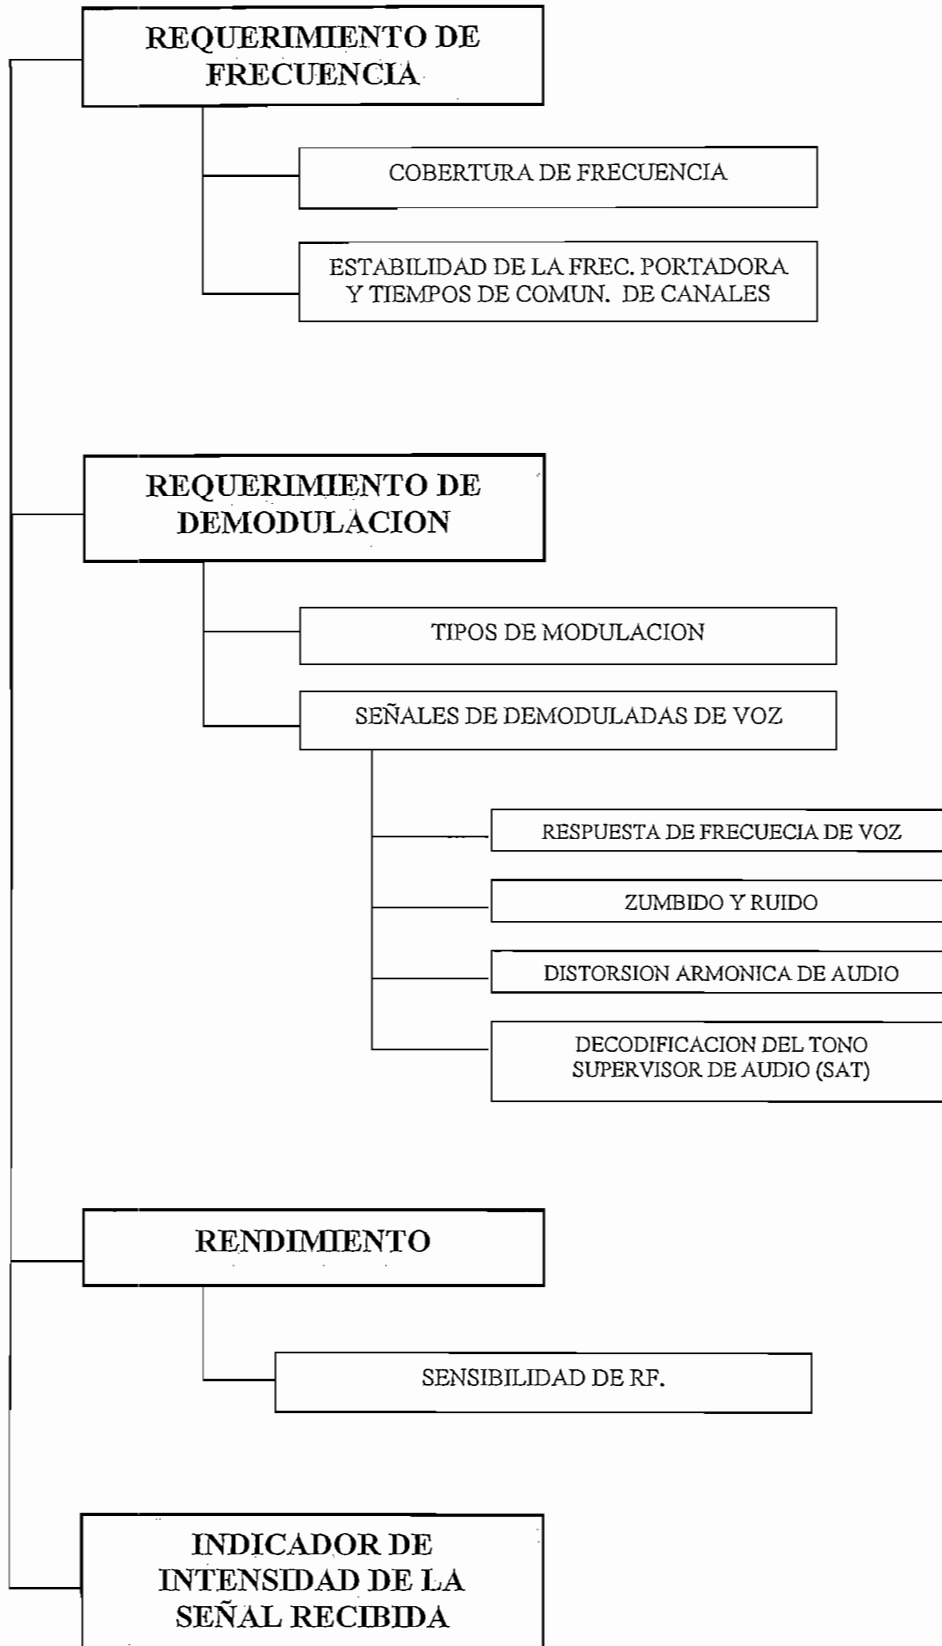 REQUERIMIENTO DE
FRECUENCIA
COBERTURA DE FRECUENCIA
ESTABILIDAD DE LA FREC. PORTADORA
Y TIEMPOS DE COMUN. DE CANALES
REQUERIMIENTO DE
DEMODULACION
TIPOS DE MODULACION
SEÑALES DE DEMODULADAS DE VOZ
RESPUESTA DE FRECUECIA DE VOZ
ZUMBIDO Y RUIDO
DISTORSION ARMONICA DE AUDIO
DECODIFICACION DEL TONO
SUPERVISOR DE AUDIO (SAT)
RENDIMIENTO
SENSIBILIDAD DE RF.
INDICADOR DE
INTENSIDAD DE LA
SEÑAL RECIBIDA